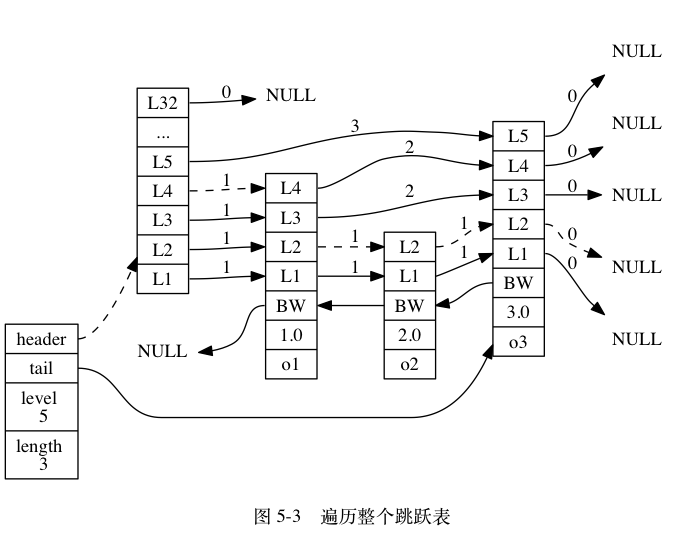 NULL
L32
0
NULL
...
L5
3
L5
0
NULL
L4
1
L4
2
L4
0
L3
1
L3
2
L3
0
NULL
L2
1
L2
1
L2
1
L2
0
NULL
L1
1
L1
1
L1
1
L1
0
BW
BW
BW
NULL
1.0
2.0
3.0
NULL
o1
o2
o3
header
tail
level
5
length
3
图 5-3 遍历整个跳跃表